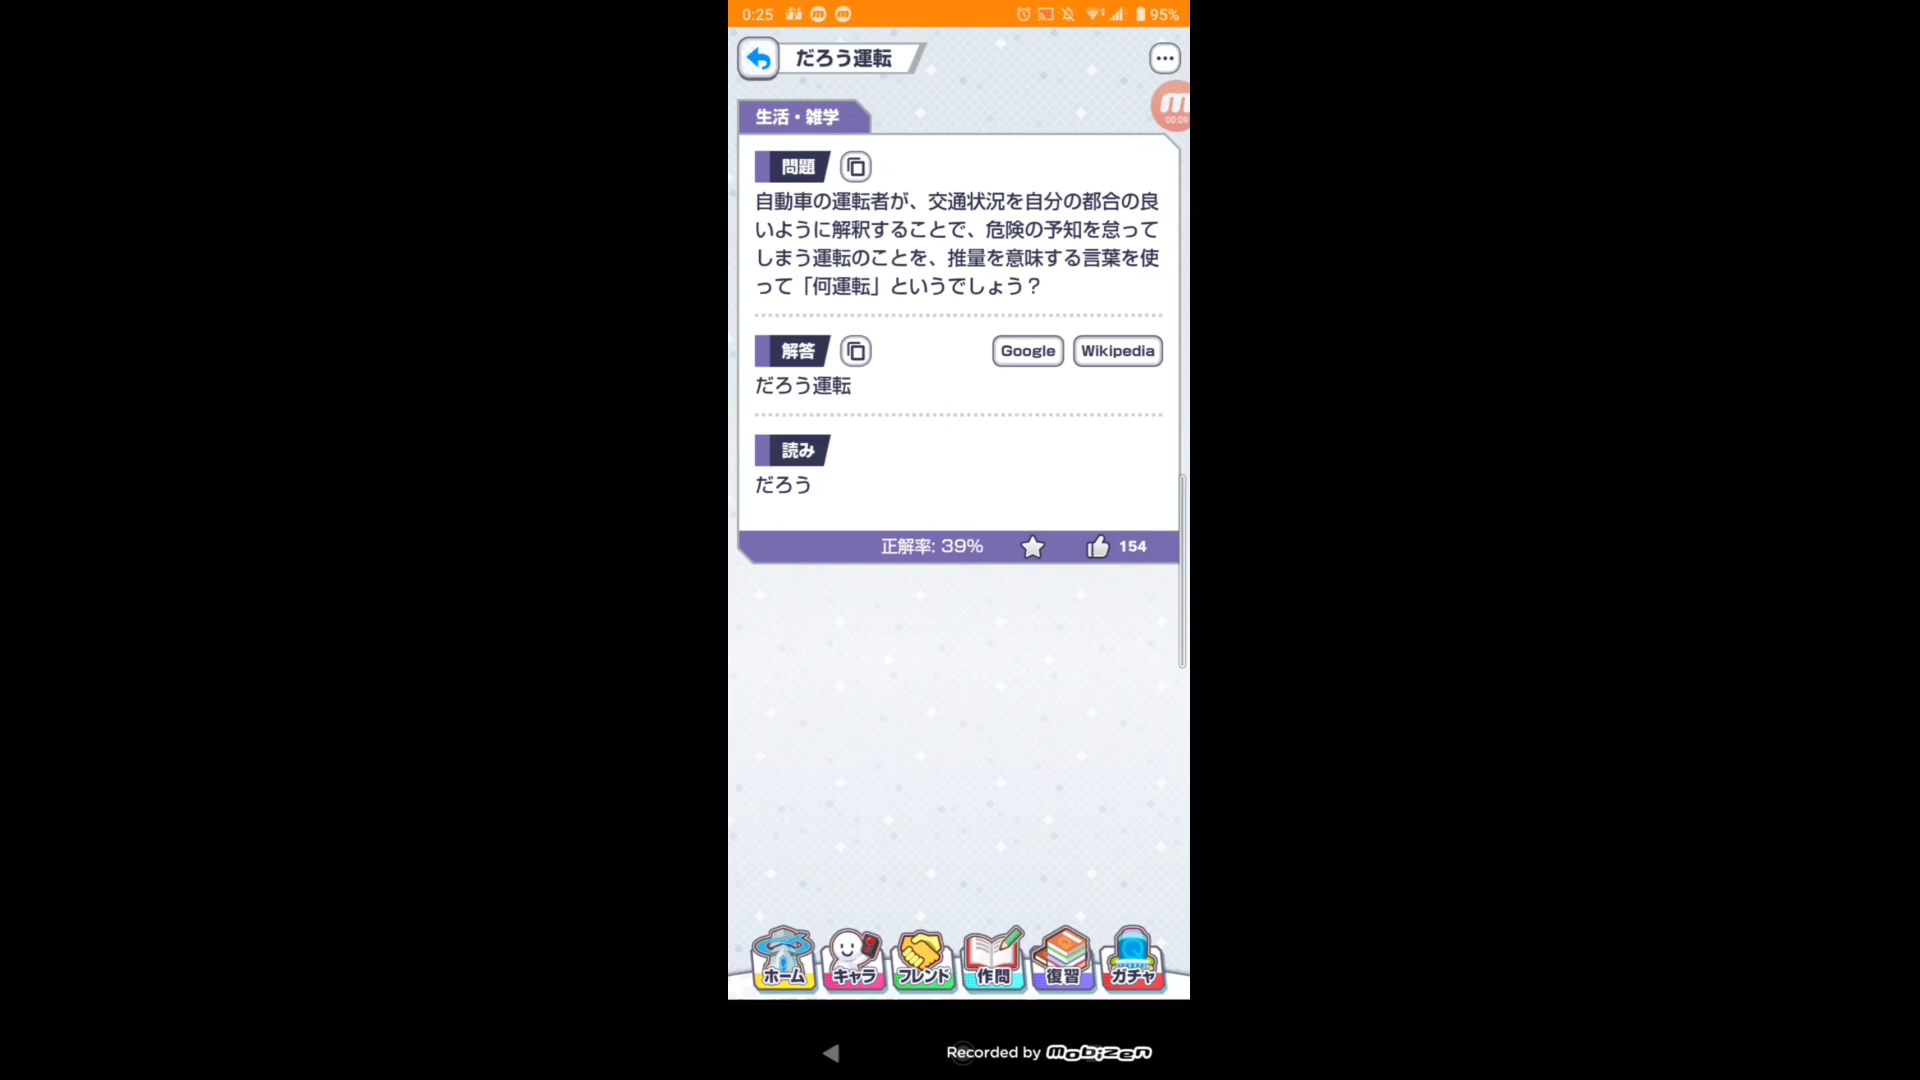 0:25
95%
だろう運転
00:09
生活・雑学
問題
自動車の運転者が、交通状況を自分の都合の良
いように解釈することで、危険の予知を怠って
しまう運転のことを、推量を意味する言葉を使
って「何運転」というでしょう？
解答
Google
Wikipedia
だろう運転
読み
だろう
正解率: 39%
154
ホーム
キャラ
フレンド
作問
復習
ガチャ
Recorded by mobizen